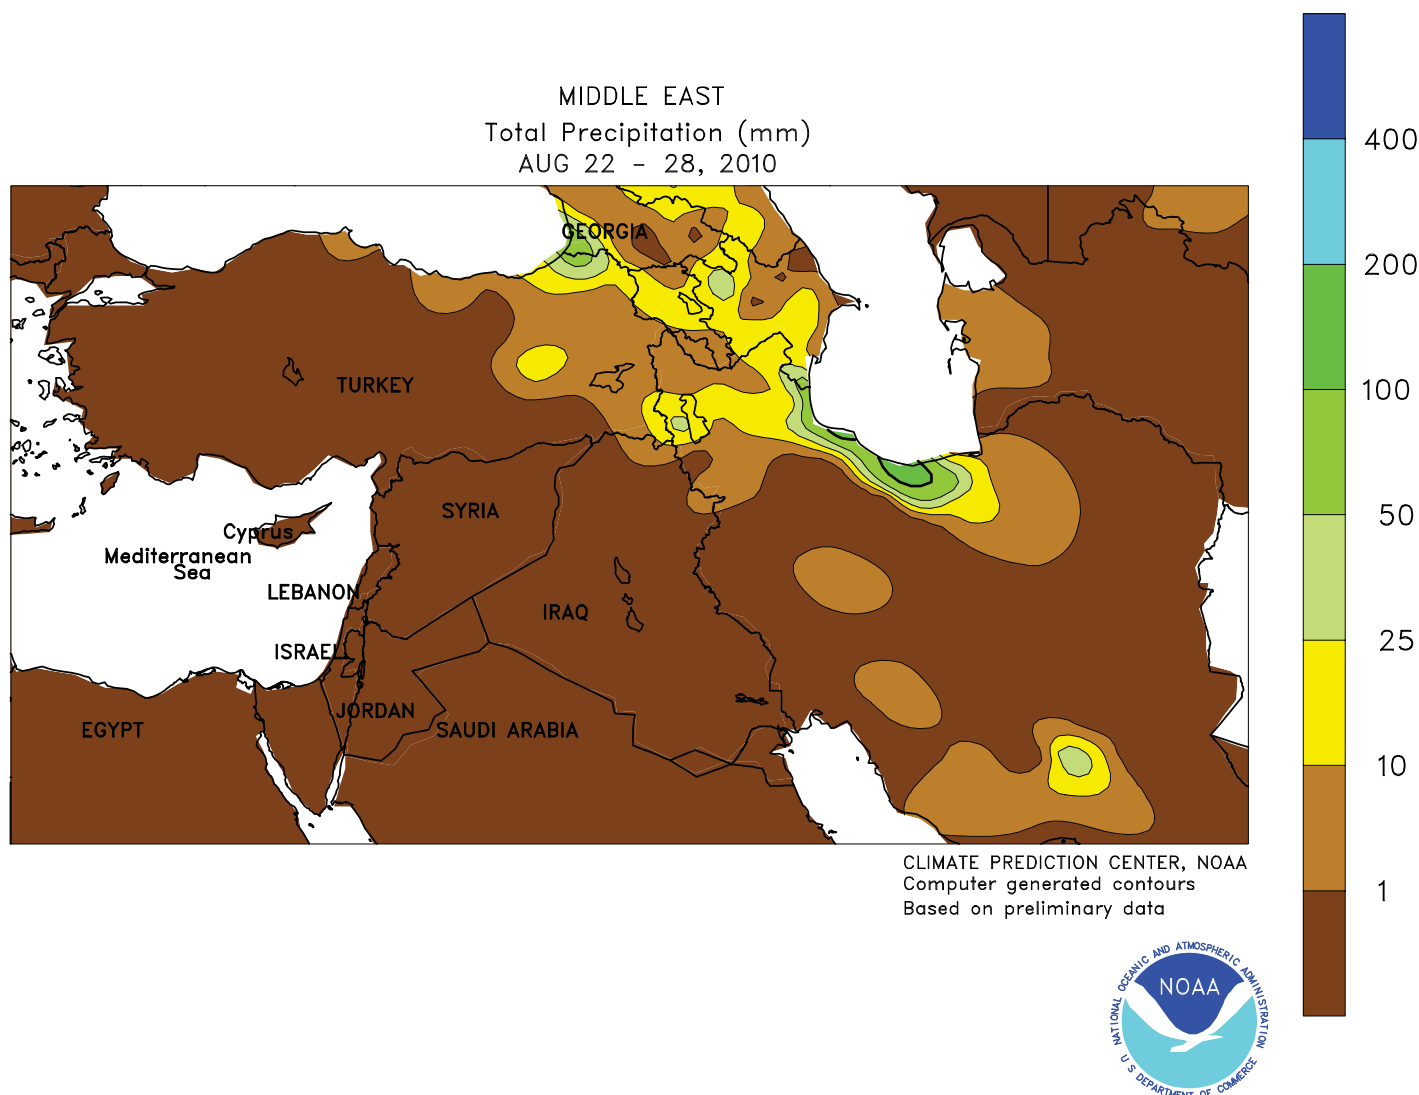 MIDDLE EAST
Total Precipitation (mm)
AUG 22 - 28, 2010
400
200
100
50
25
10
1
GEORGIA
TURKEY
SYRIA
Cyprus
Mediterranean
Sea
LEBANON
IRAQ
ISRAEL
JORDAN
EGYPT
SAUDI ARABIA
CLIMATE PREDICTION CENTER, NOAA
Computer generated contours
Based on preliminary data
NATIONAL OCEANIC AND ATMOSPHERIC ADMINISTRATION
NOAA
U S DEPARTMENT OF COMMERCE